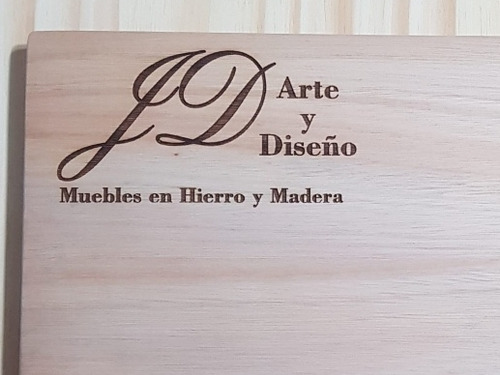 JD
Arte
y
Diseño
Muebles en Hierro y Madera